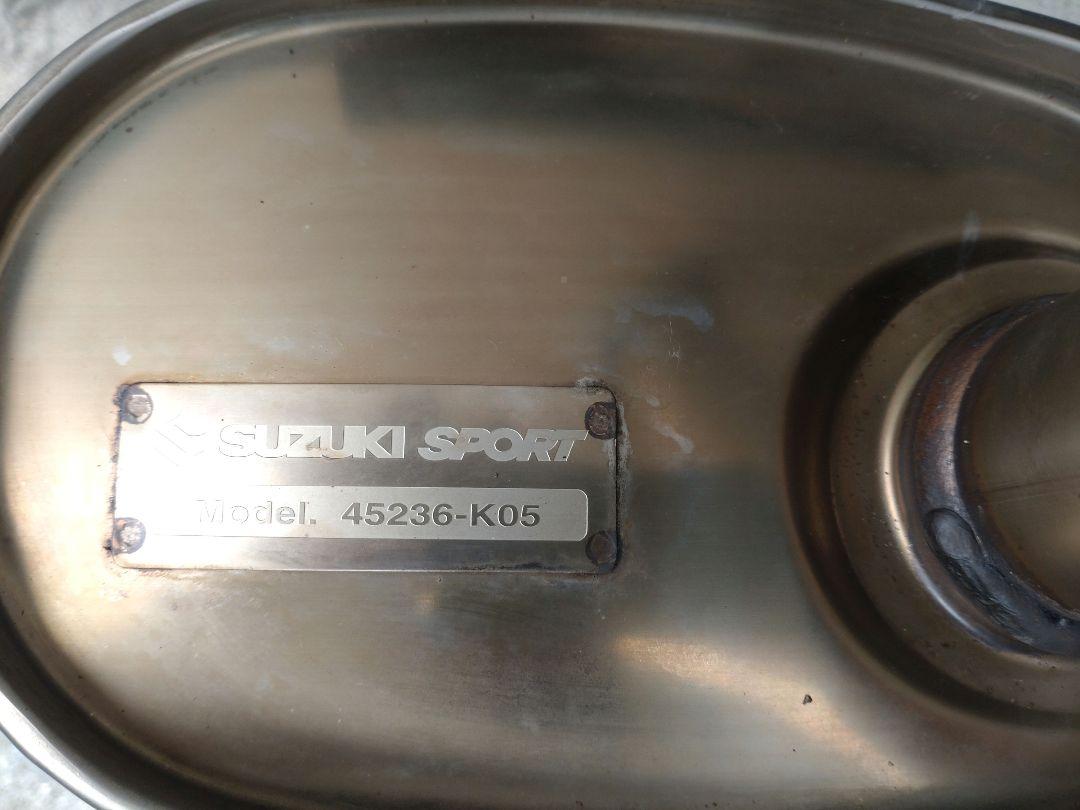 SUZUKI SPORT
Model. 45236-K05